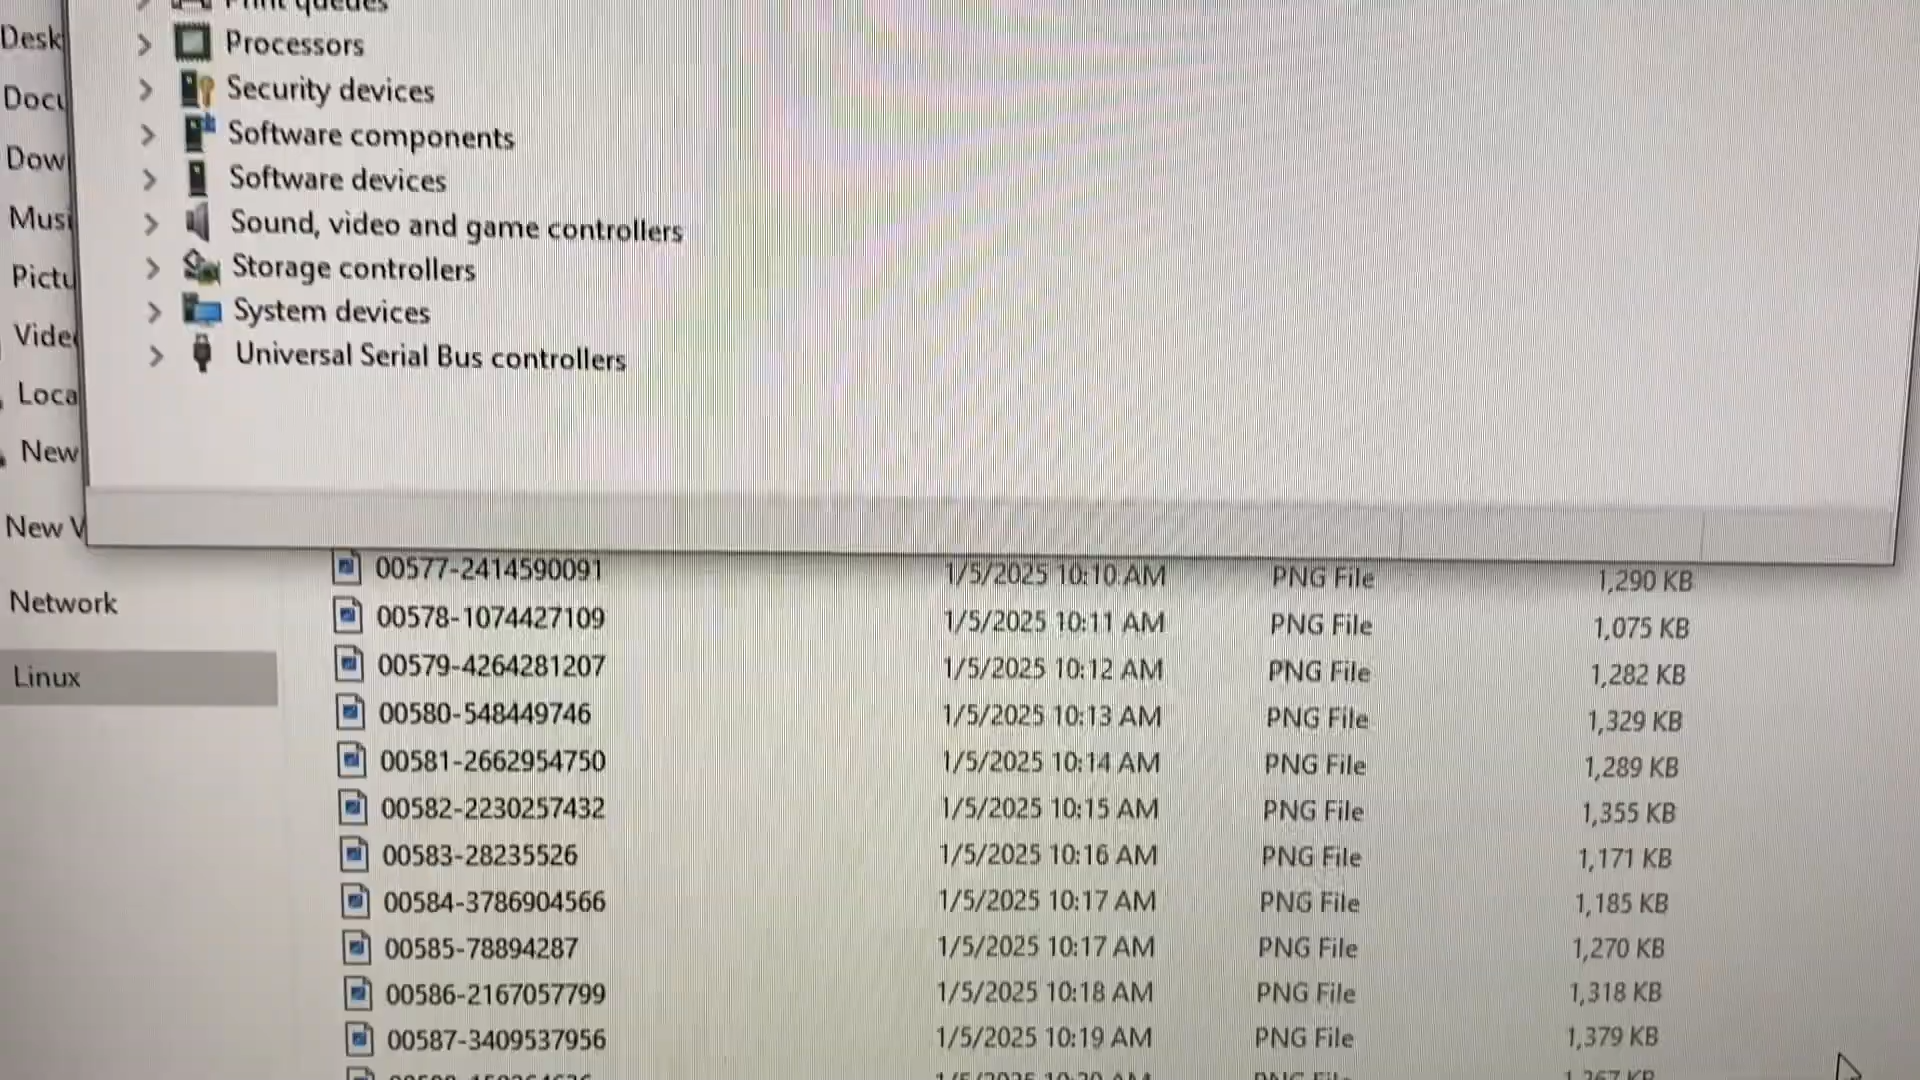 Print queues
Processors
Security devices
Software components
Software devices
Sound, video and game controllers
Storage controllers
System devices
Universal Serial Bus controllers
Desk
Docu
Dow
Musi
Pictu
Vide
Loca
New
New V
Network
Linux
00577-2414590091 1/5/2025 10:10 AM PNG File 1,290 KB
00578-1074427109 1/5/2025 10:11 AM PNG File 1,075 KB
00579-4264281207 1/5/2025 10:12 AM PNG File 1,282 KB
00580-548449746 1/5/2025 10:13 AM PNG File 1,329 KB
00581-2662954750 1/5/2025 10:14 AM PNG File 1,289 KB
00582-2230257432 1/5/2025 10:15 AM PNG File 1,355 KB
00583-28235526 1/5/2025 10:16 AM PNG File 1,171 KB
00584-3786904566 1/5/2025 10:17 AM PNG File 1,185 KB
00585-78894287 1/5/2025 10:17 AM PNG File 1,270 KB
00586-2167057799 1/5/2025 10:18 AM PNG File 1,318 KB
00587-3409537956 1/5/2025 10:19 AM PNG File 1,379 KB